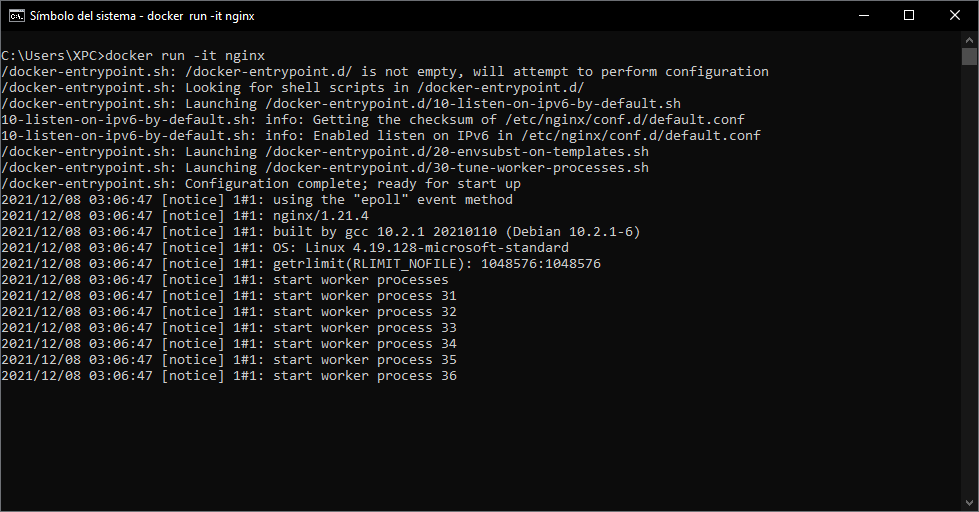 Símbolo del sistema - docker run -it nginx
C:\Users\XPC>docker run -it nginx
/docker-entrypoint.sh: /docker-entrypoint.d/ is not empty, will attempt to perform configuration
/docker-entrypoint.sh: Looking for shell scripts in /docker-entrypoint.d/
/docker-entrypoint.sh: Launching /docker-entrypoint.d/10-listen-on-ipv6-by-default.sh
10-listen-on-ipv6-by-default.sh: info: Getting the checksum of /etc/nginx/conf.d/default.conf
10-listen-on-ipv6-by-default.sh: info: Enabled listen on IPv6 in /etc/nginx/conf.d/default.conf
/docker-entrypoint.sh: Launching /docker-entrypoint.d/20-envsubst-on-templates.sh
/docker-entrypoint.sh: Launching /docker-entrypoint.d/30-tune-worker-processes.sh
/docker-entrypoint.sh: Configuration complete; ready for start up
2021/12/08 03:06:47 [notice] 1#1: using the "epoll" event method
2021/12/08 03:06:47 [notice] 1#1: nginx/1.21.4
2021/12/08 03:06:47 [notice] 1#1: built by gcc 10.2.1 20210110 (Debian 10.2.1-6)
2021/12/08 03:06:47 [notice] 1#1: OS: Linux 4.19.128-microsoft-standard
2021/12/08 03:06:47 [notice] 1#1: getrlimit(RLIMIT_NOFILE): 1048576:1048576
2021/12/08 03:06:47 [notice] 1#1: start worker processes
2021/12/08 03:06:47 [notice] 1#1: start worker process 31
2021/12/08 03:06:47 [notice] 1#1: start worker process 32
2021/12/08 03:06:47 [notice] 1#1: start worker process 33
2021/12/08 03:06:47 [notice] 1#1: start worker process 34
2021/12/08 03:06:47 [notice] 1#1: start worker process 35
2021/12/08 03:06:47 [notice] 1#1: start worker process 36